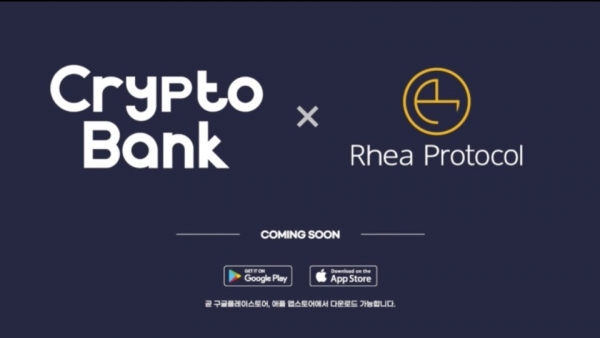 Crypto
Bank
×
Rhea Protocol
COMING SOON
GET IT ON
Google Play
Download on the
App Store
곧 구글플레이스토어, 애플 앱스토어에서 다운로드 가능합니다.